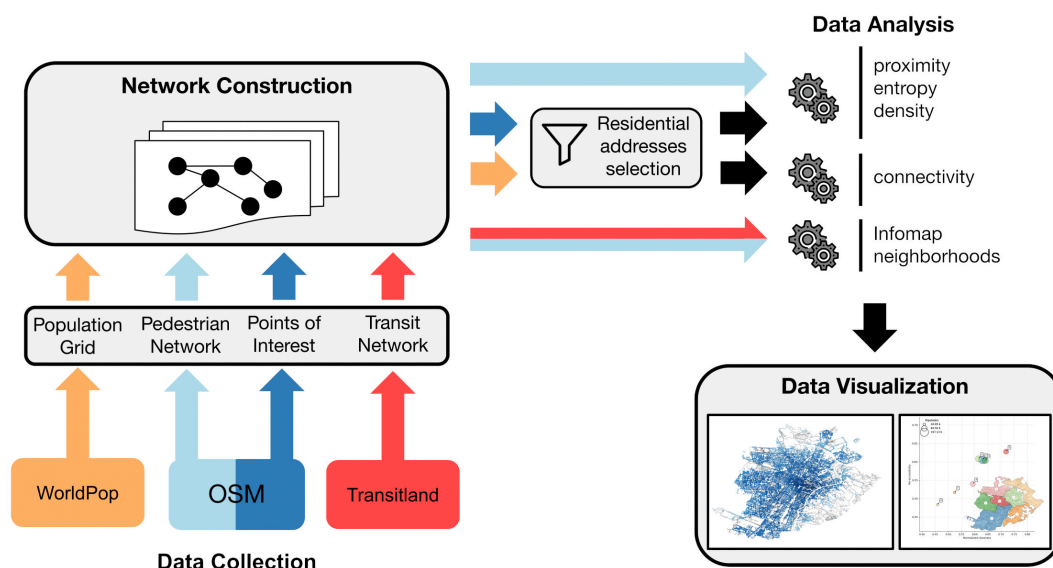 Data Analysis
Network Construction
proximity
entropy
density
Residential
addresses
selection
connectivity
Infomap
neighborhoods
Population
Grid
Pedestrian
Network
Points of
Interest
Transit
Network
Data Visualization
WorldPop
OSM
Transitland
Data Collection